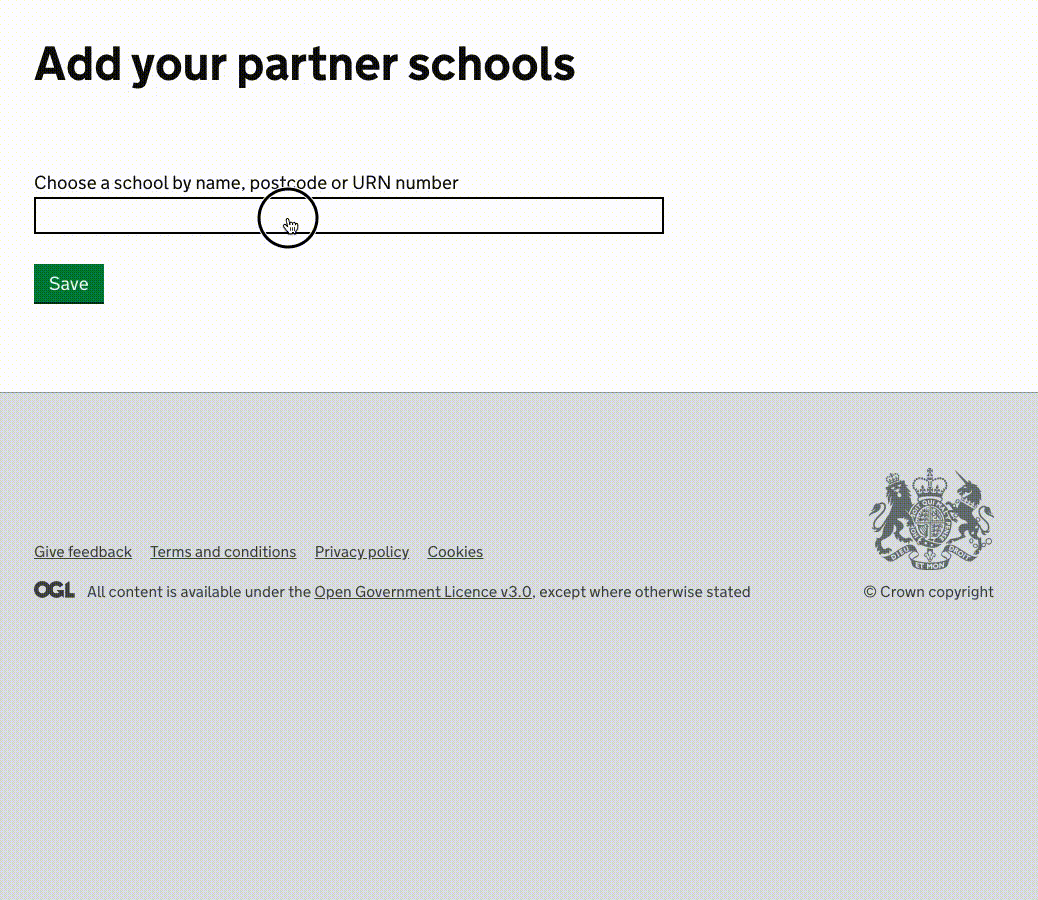 Add your partner schools
Choose a school by name, postcode or URN number
Save
Give feedback Terms and conditions Privacy policy Cookies
OGL All content is available under the Open Government Licence v3.0, except where otherwise stated
DIEU ET MON DROIT
© Crown copyright